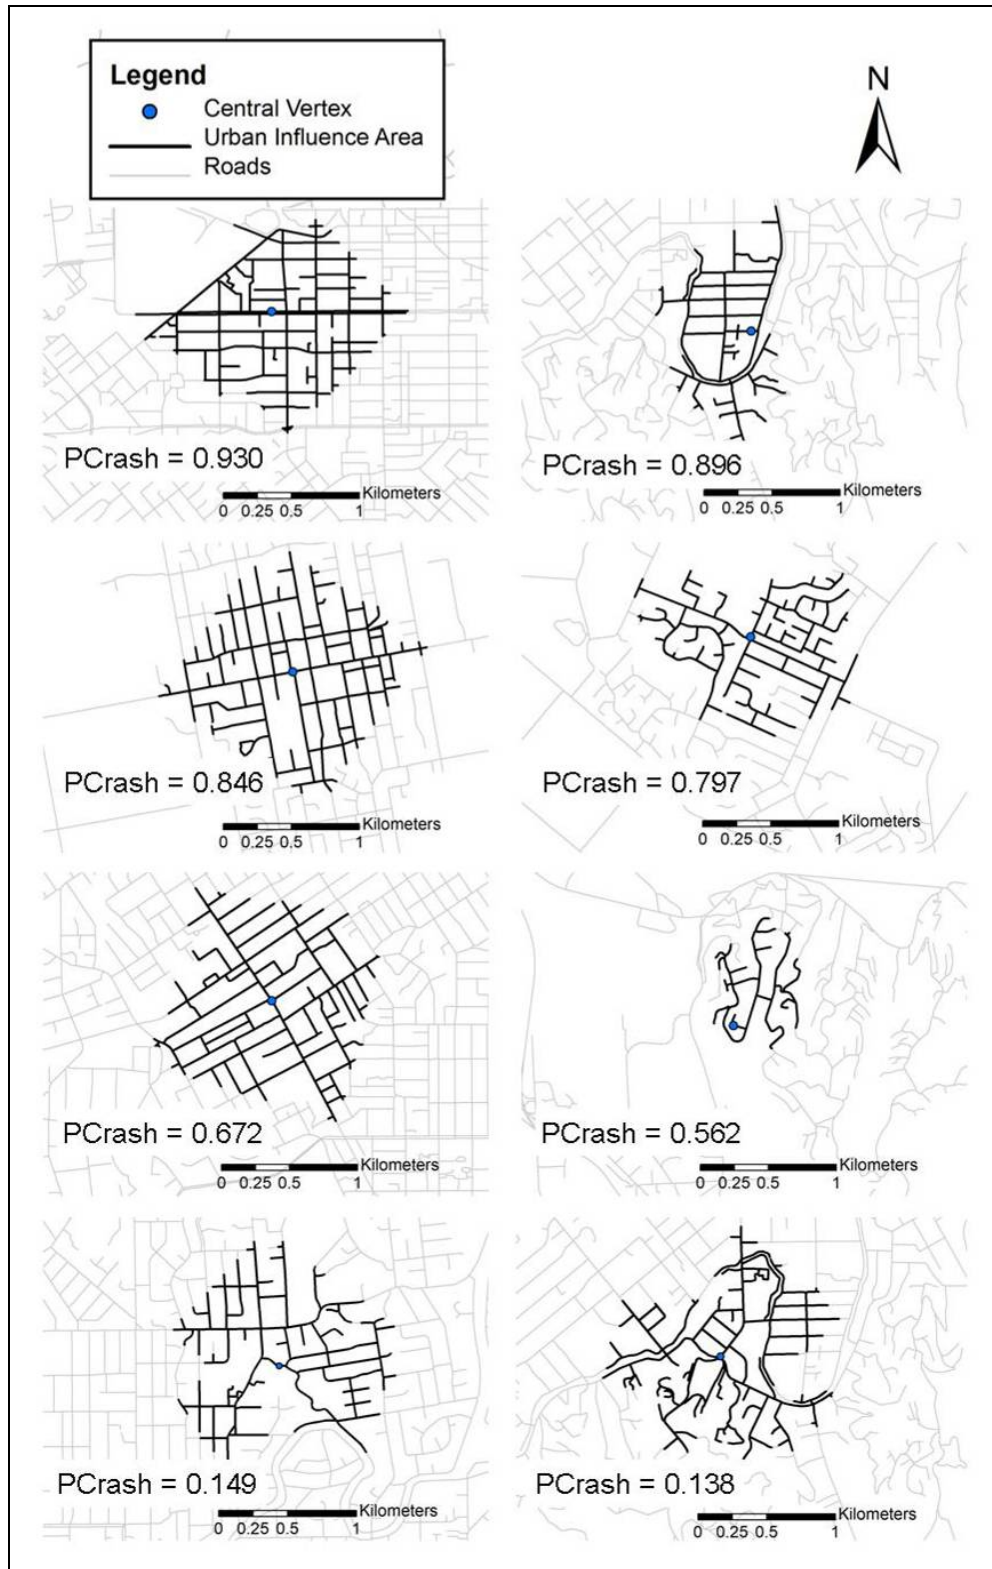 Legend
Central Vertex
Urban Influence Area
Roads
N
PCrash = 0.930
Kilometers
0 0.25 0.5 1
PCrash = 0.896
Kilometers
0 0.25 0.5 1
PCrash = 0.846
Kilometers
0 0.25 0.5 1
PCrash = 0.797
Kilometers
0 0.25 0.5 1
PCrash = 0.672
Kilometers
0 0.25 0.5 1
PCrash = 0.562
Kilometers
0 0.25 0.5 1
PCrash = 0.149
Kilometers
0 0.25 0.5 1
PCrash = 0.138
Kilometers
0 0.25 0.5 1